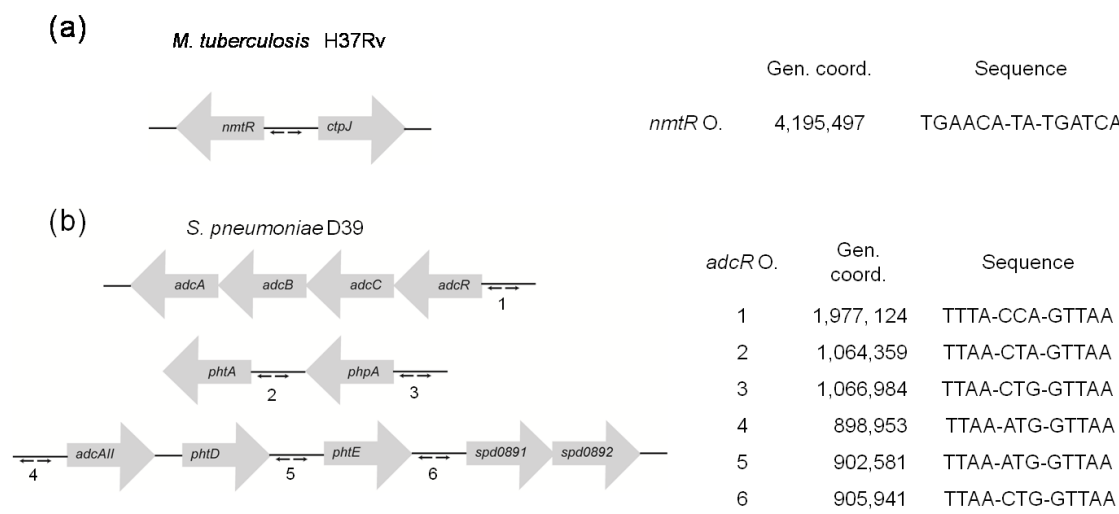 (a)
M. tuberculosis H37Rv
nmtR ctpJ
Gen. coord. Sequence
nmtR O. 4,195,497 TGAACA-TA-TGATCA
(b)
S. pneumoniae D39
adcA adcB adcC adcR
1
phtA phpA
2 3
adcAII phtD phtE spd0891 spd0892
4 5 6
adcR O. Gen. coord. Sequence
1 1,977, 124 TTTA-CCA-GTTAA
2 1,064,359 TTAA-CTA-GTTAA
3 1,066,984 TTAA-CTG-GTTAA
4 898,953 TTAA-ATG-GTTAA
5 902,581 TTAA-ATG-GTTAA
6 905,941 TTAA-CTG-GTTAA